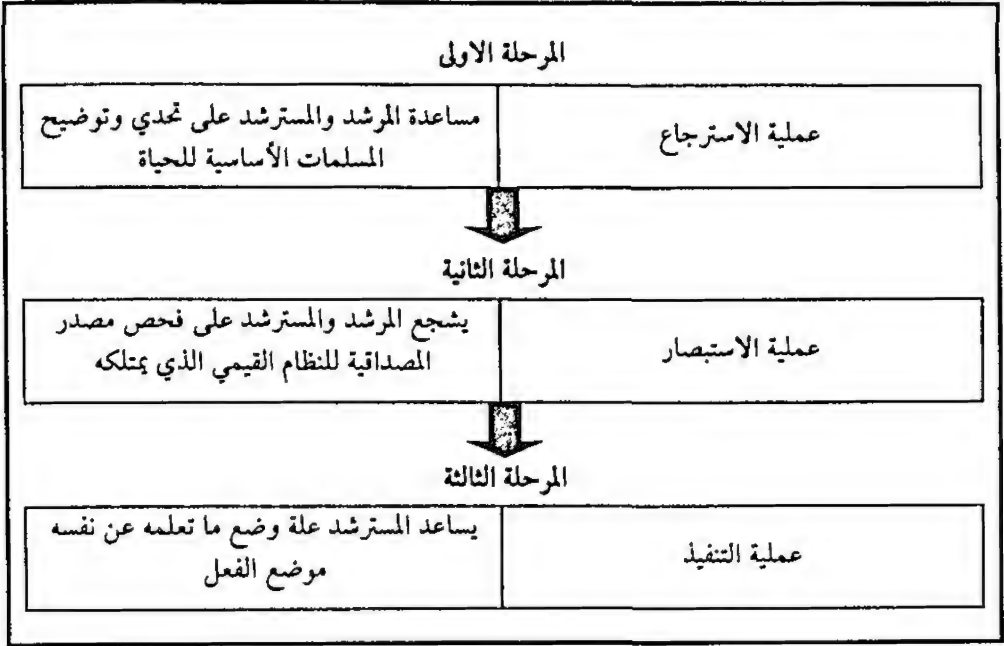 المرحلة الاولى
عملية الاسترجاع
مساعدة المرشد والمسترشد على تحدي وتوضيح
المسلمات الأساسية للحياة
المرحلة الثانية
عملية الاستبصار
يشجع المرشد والمسترشد على فحص مصدر
المصداقية للنظام القيمي الذي يمتلكه
المرحلة الثالثة
عملية التنفيذ
يساعد المسترشد علة وضع ما تعلمه عن نفسه
موضع الفعل